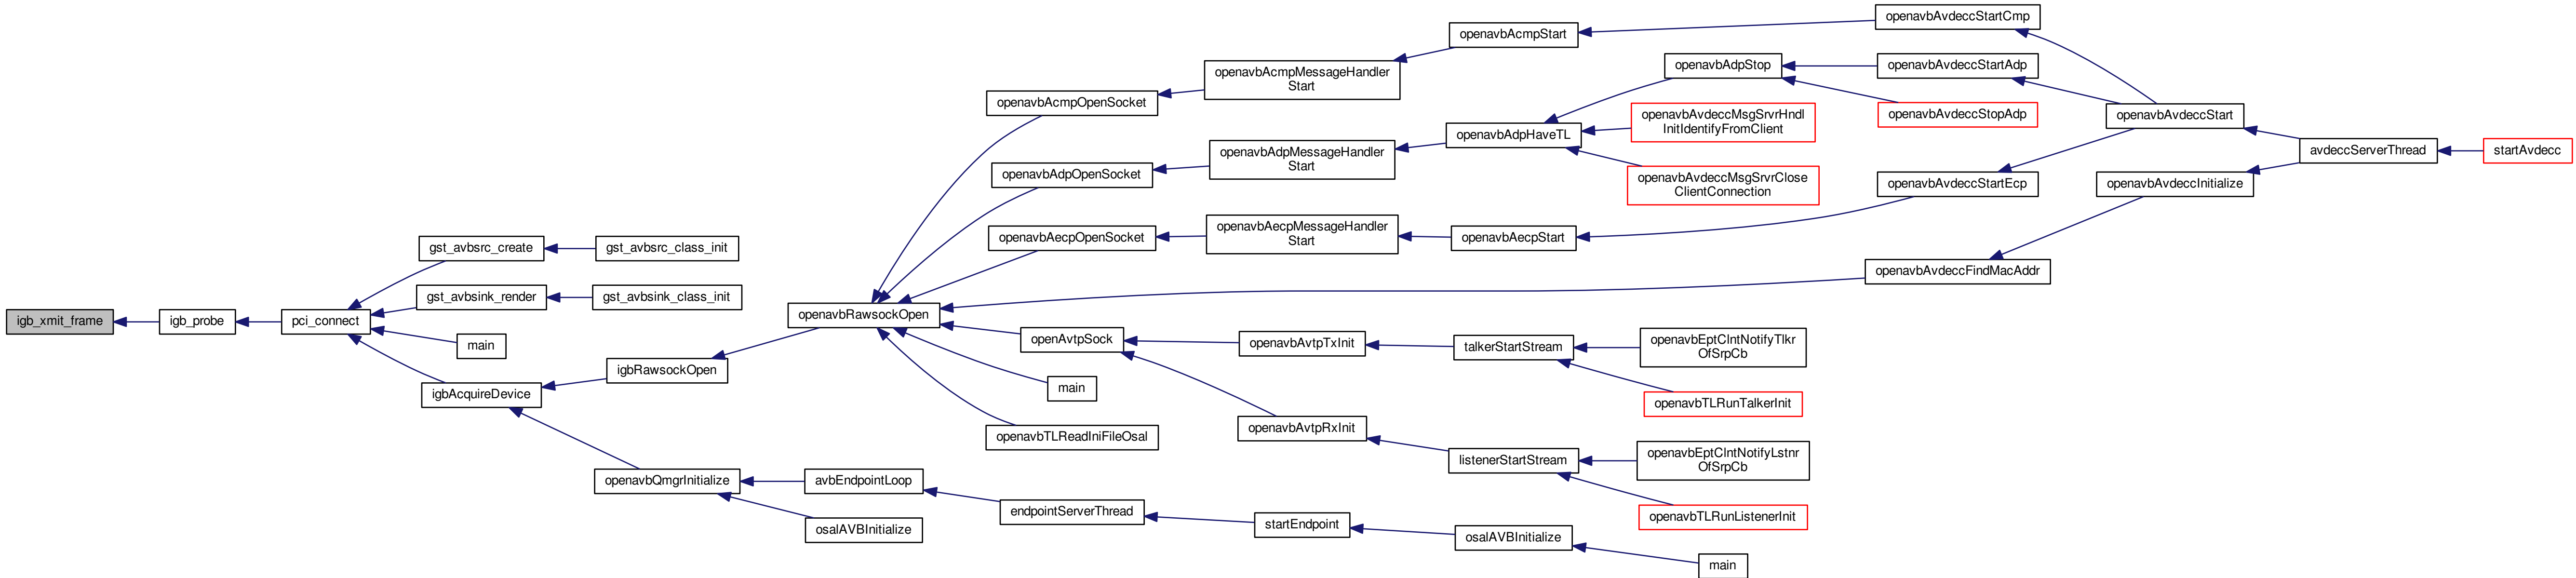 igb_xmit_frame
igb_probe
pci_connect
gst_avbsrc_create
gst_avbsrc_class_init
gst_avbsink_render
gst_avbsink_class_init
main
igbAcquireDevice
igbRawsockOpen
openavbRawsockOpen
openavbAcmpOpenSocket
openavbAcmpMessageHandler
Start
openavbAcmpStart
openavbAvdeccStartCmp
openavbAvdeccStart
avdeccServerThread
startAvdecc
openavbAdpOpenSocket
openavbAdpMessageHandler
Start
openavbAdpHaveTL
openavbAdpStop
openavbAvdeccStartAdp
openavbAvdeccStopAdp
openavbAvdeccMsgSrvrHndl
InitIdentifyFromClient
openavbAvdeccMsgSrvrClose
ClientConnection
openavbAecpOpenSocket
openavbAecpMessageHandler
Start
openavbAecpStart
openavbAvdeccStartEcp
openavbAvdeccFindMacAddr
openavbAvdeccInitialize
openAvtpSock
openavbAvtpTxInit
talkerStartStream
openavbEptClntNotifyTlkr
OfSrpCb
openavbTLRunTalkerInit
openavbAvtpRxInit
listenerStartStream
openavbEptClntNotifyLstnr
OfSrpCb
openavbTLRunListenerInit
main
openavbTLReadIniFileOsal
openavbQmgrInitialize
avbEndpointLoop
endpointServerThread
startEndpoint
osalAVBInitialize
main
osalAVBInitialize